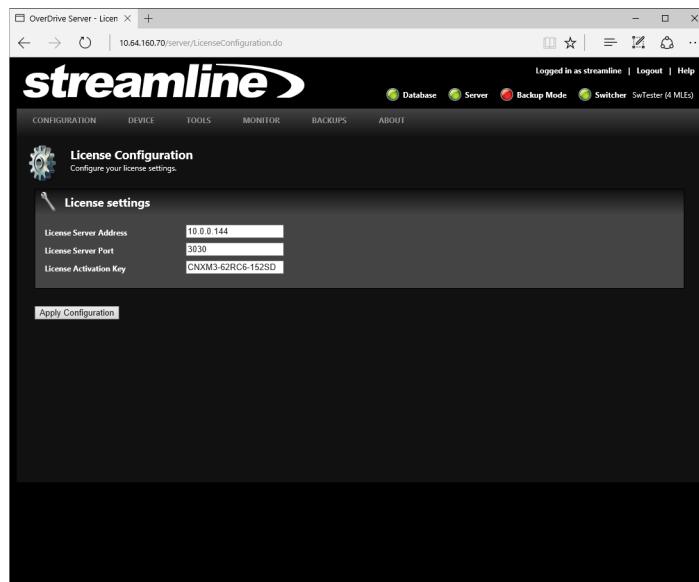 OverDrive Server - Licen
10.64.160.70/server/LicenseConfiguration.do
streamline
Logged in as streamline | Logout | Help
Database Server Backup Mode Switcher SwTester (4 MLEs)
CONFIGURATION DEVICE TOOLS MONITOR BACKUPS ABOUT
License Configuration
Configure your license settings.
License settings
License Server Address 10.0.0.144
License Server Port 3030
License Activation Key CNXM3-62RC6-152SD
Apply Configuration